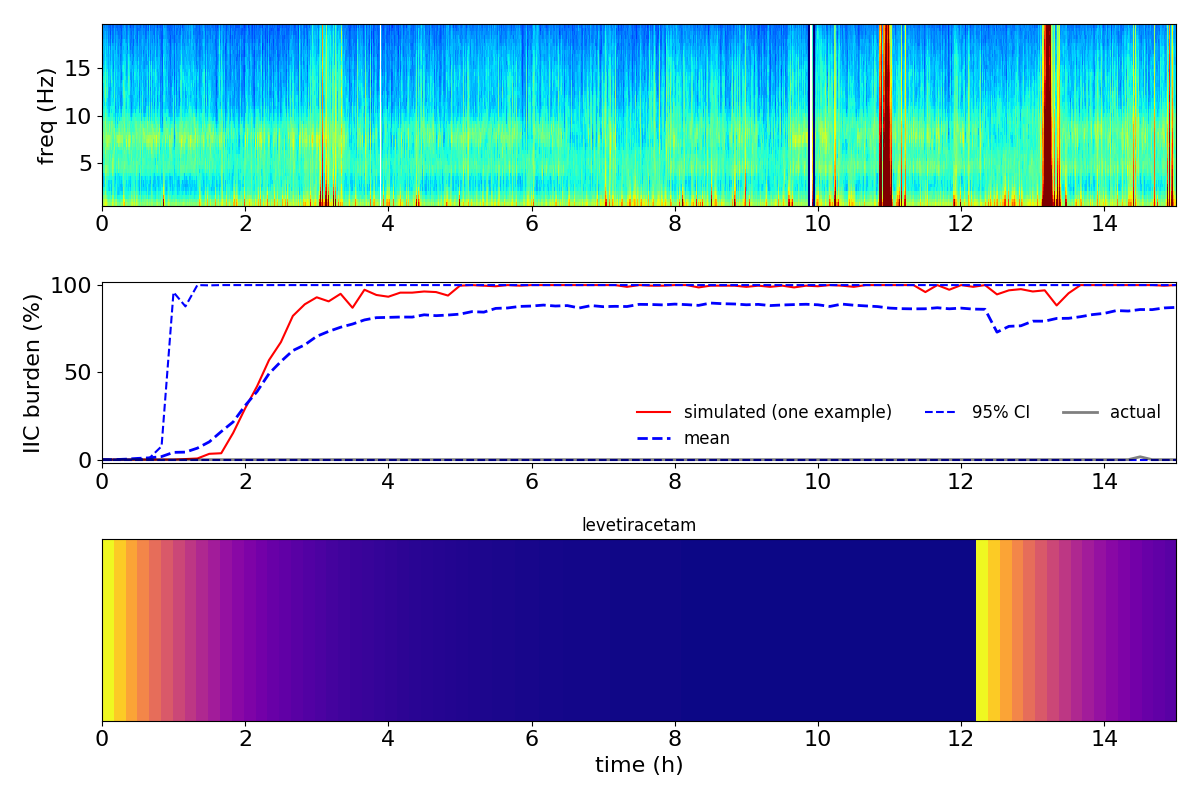 15
10
5
freq (Hz)
0 2 4 6 8 10 12 14
100
50
0
IIC burden (%)
simulated (one example) 95% CI actual
mean
0 2 4 6 8 10 12 14
levetiracetam
0 2 4 6 8 10 12 14
time (h)